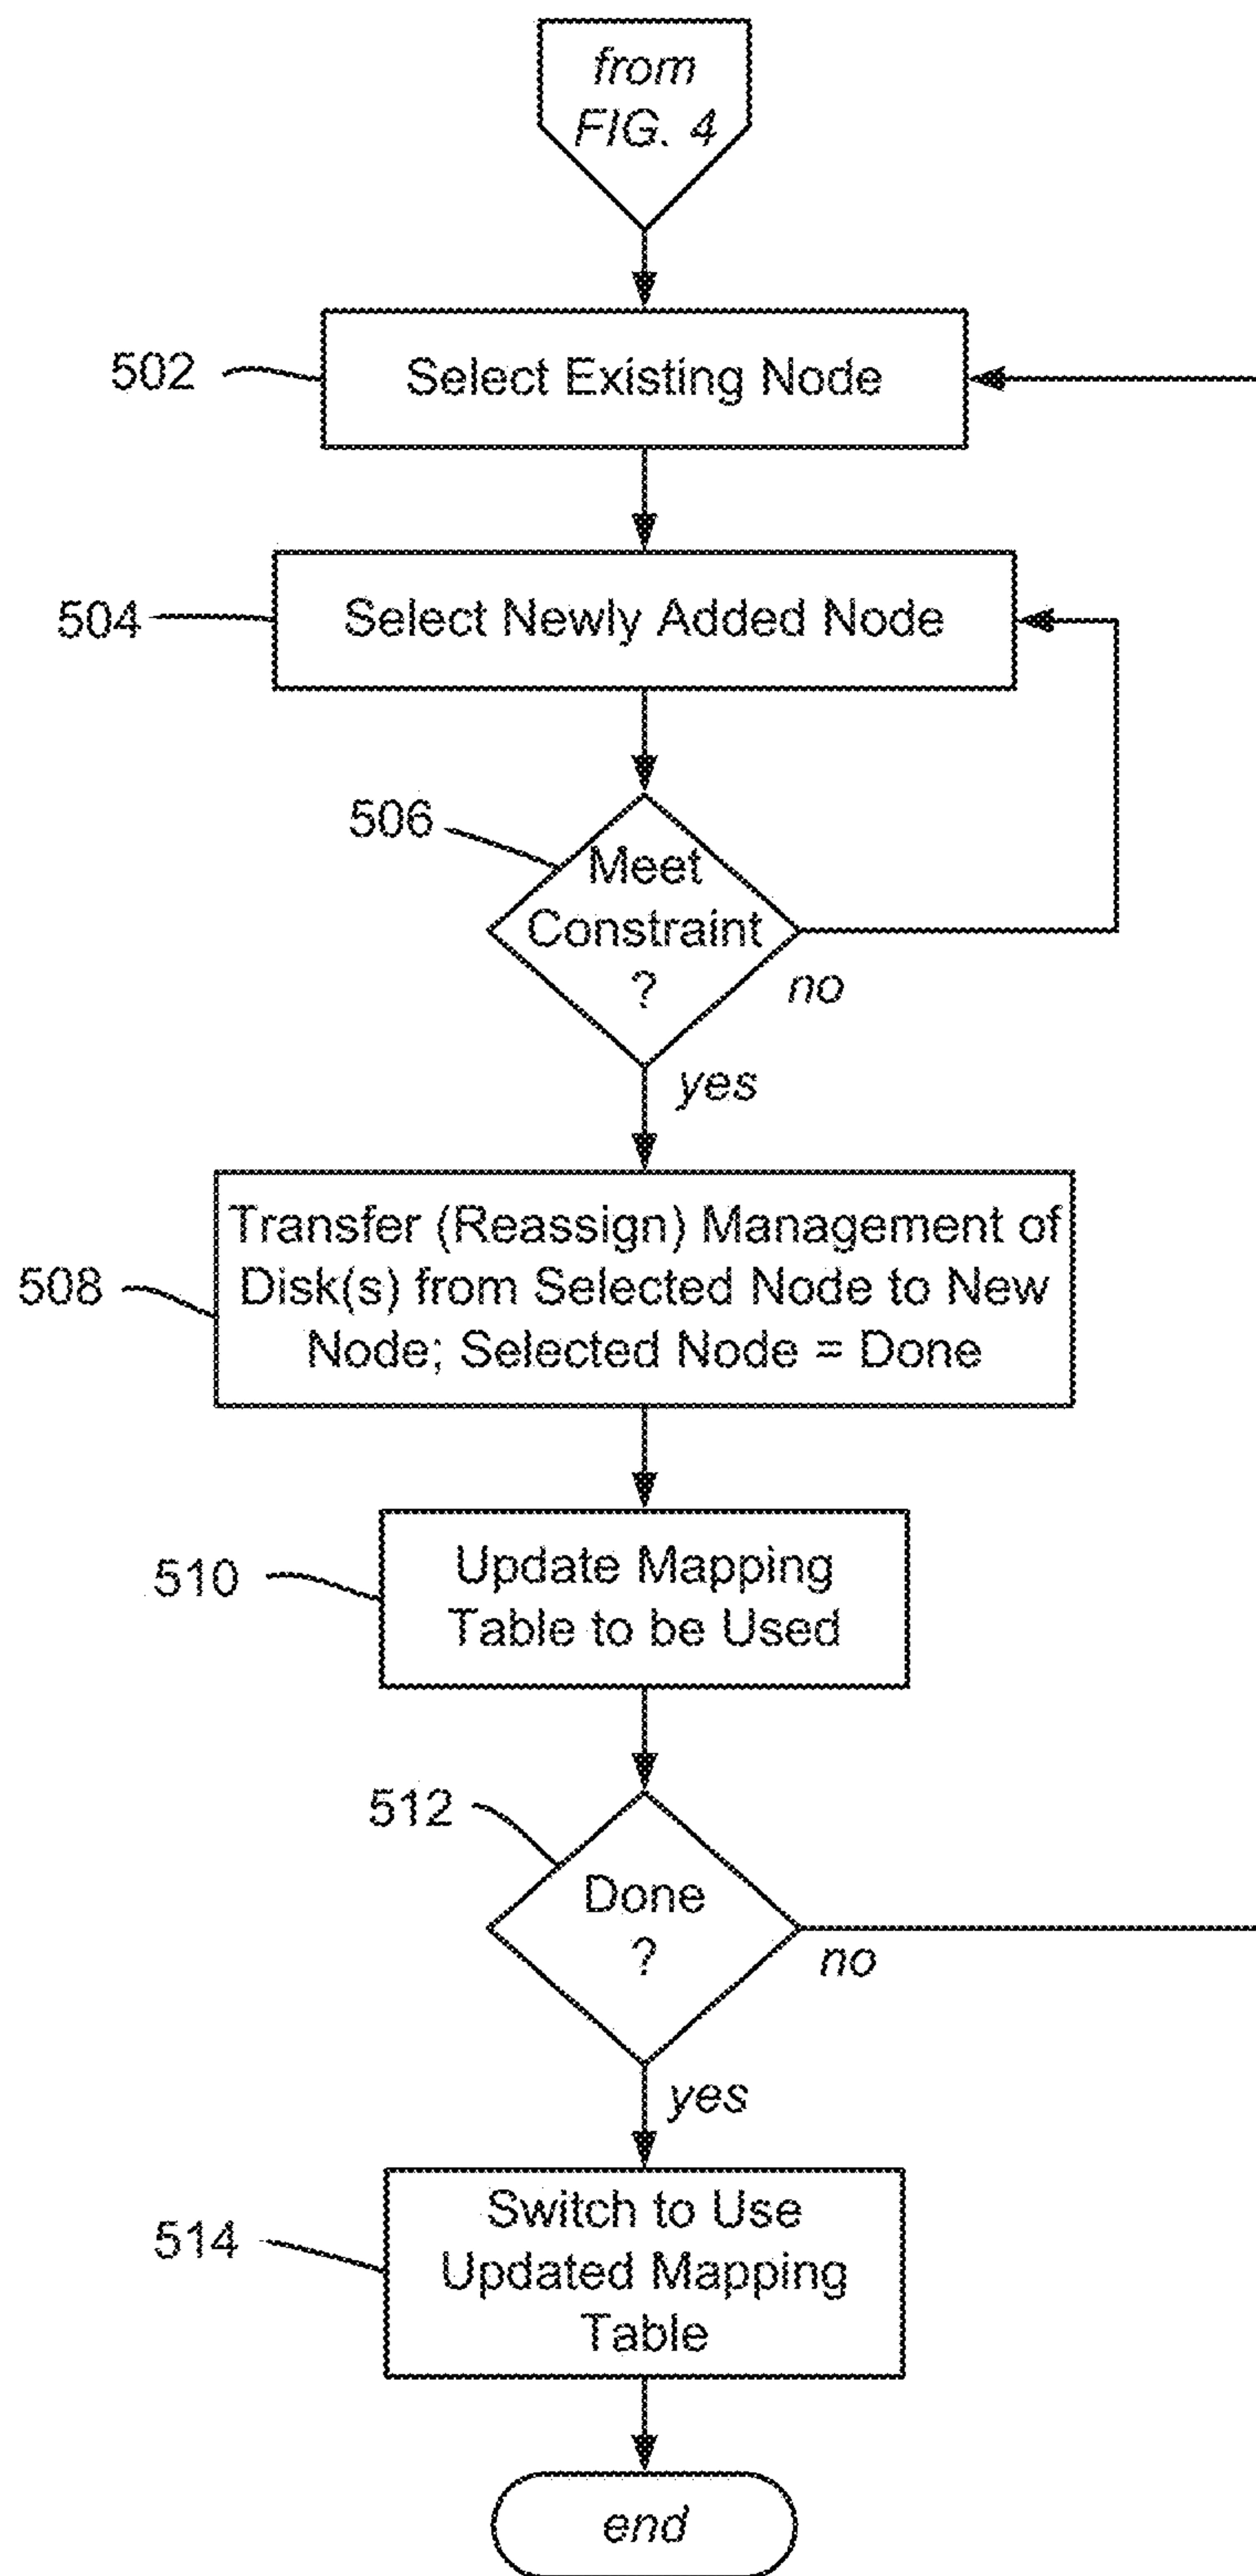 from
FIG. 4
502
Select Existing Node
504
Select Newly Added Node
506
Meet
Constraint
?
no
yes
508
Transfer (Reassign) Management of
Disk(s) from Selected Node to New
Node; Selected Node = Done
510
Update Mapping
Table to be Used
512
Done
?
no
yes
514
Switch to Use
Updated Mapping
Table
end